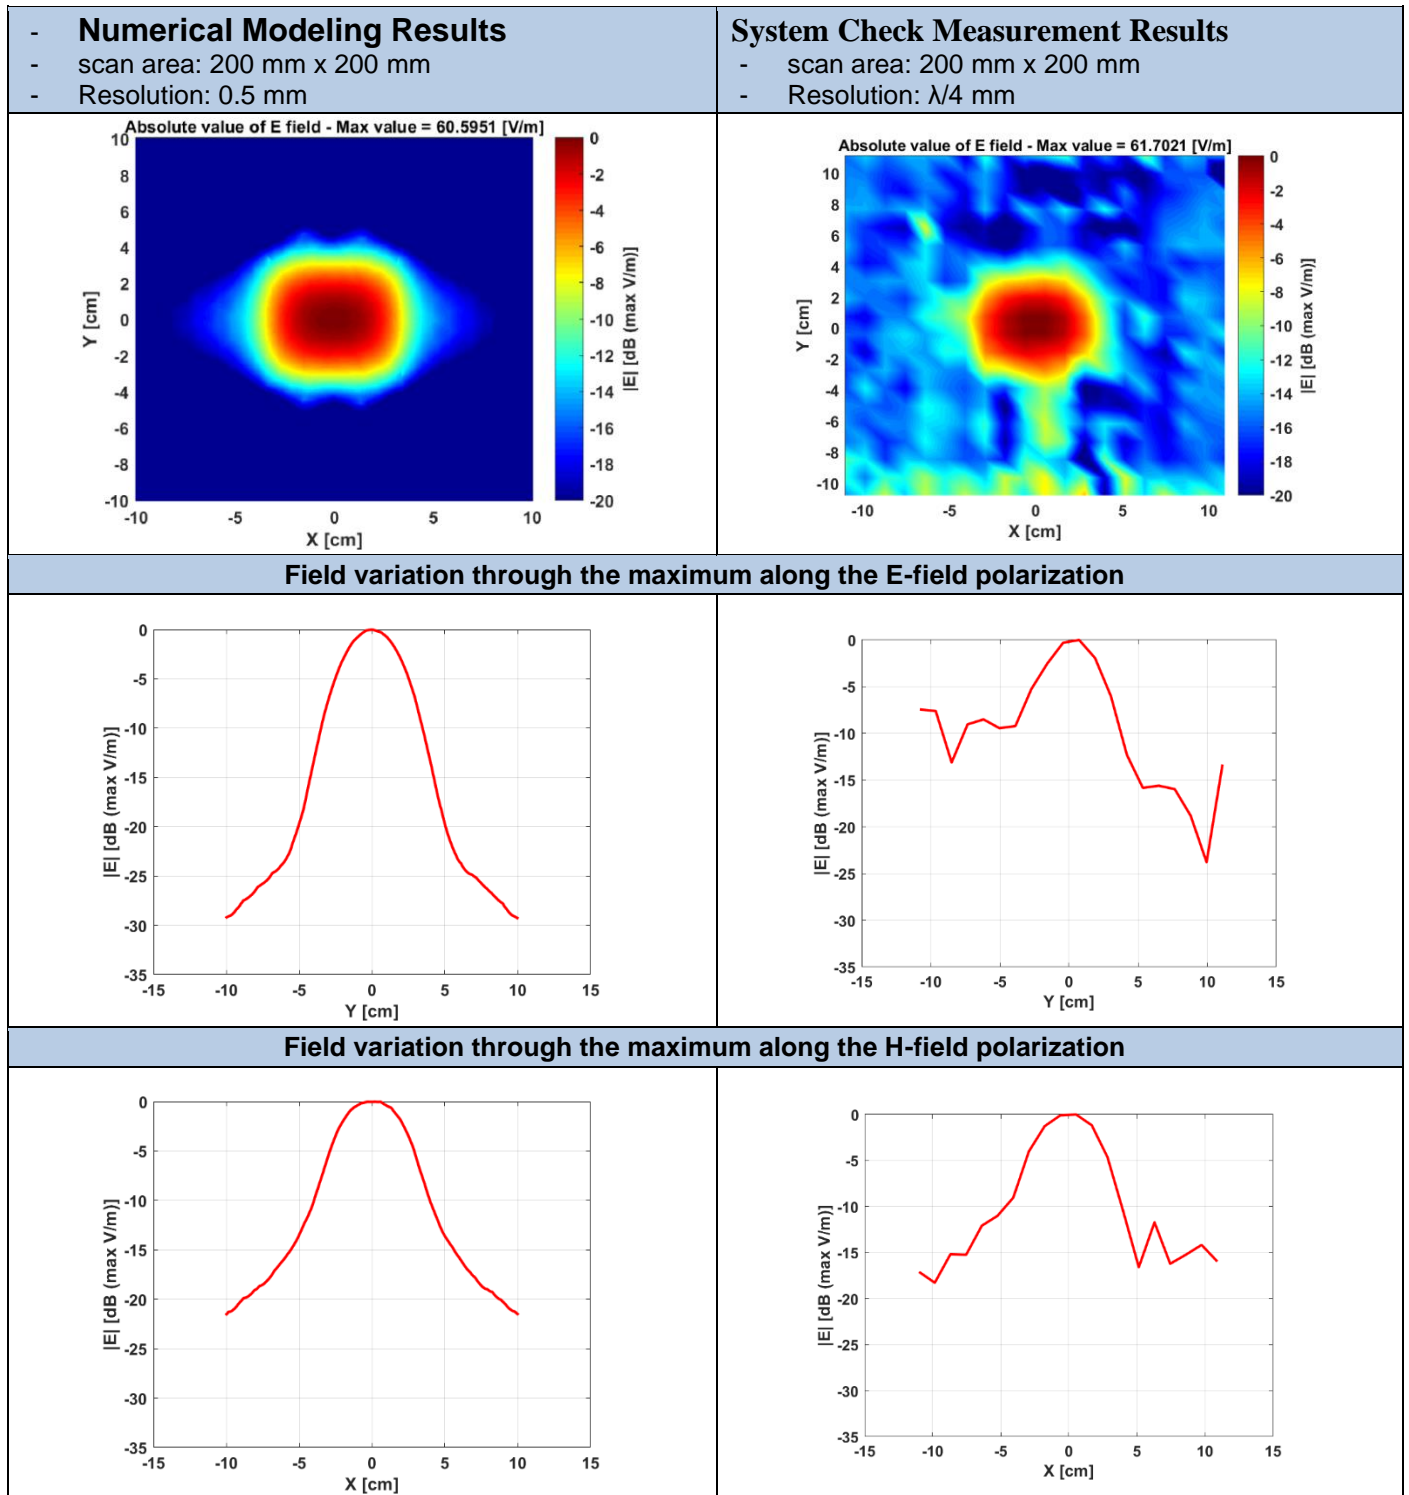 - Numerical Modeling Results
- scan area: 200 mm x 200 mm
- Resolution: 0.5 mm
System Check Measurement Results
- scan area: 200 mm x 200 mm
- Resolution: λ/4 mm
Absolute value of E field - Max value = 60.5951 [V/m]
10
8
6
4
2
0
-2
-4
-6
-8
-10
Y [cm]
-10 -5 0 5 10
X [cm]
0
-2
-4
-6
-8
-10
-12
-14
-16
-18
-20
|E| [dB (max V/m)]
Absolute value of E field - Max value = 61.7021 [V/m]
10
8
6
4
2
0
-2
-4
-6
-8
-10
Y [cm]
-10 -5 0 5 10
X [cm]
0
-2
-4
-6
-8
-10
-12
-14
-16
-18
-20
|E| [dB (max V/m)]
Field variation through the maximum along the E-field polarization
0
-5
-10
-15
-20
-25
-30
-35
|E| [dB (max V/m)]
-15 -10 -5 0 5 10 15
Y [cm]
0
-5
-10
-15
-20
-25
-30
-35
|E| [dB (max V/m)]
-15 -10 -5 0 5 10 15
Y [cm]
Field variation through the maximum along the H-field polarization
0
-5
-10
-15
-20
-25
-30
-35
|E| [dB (max V/m)]
-15 -10 -5 0 5 10 15
X [cm]
0
-5
-10
-15
-20
-25
-30
-35
|E| [dB (max V/m)]
-15 -10 -5 0 5 10 15
X [cm]